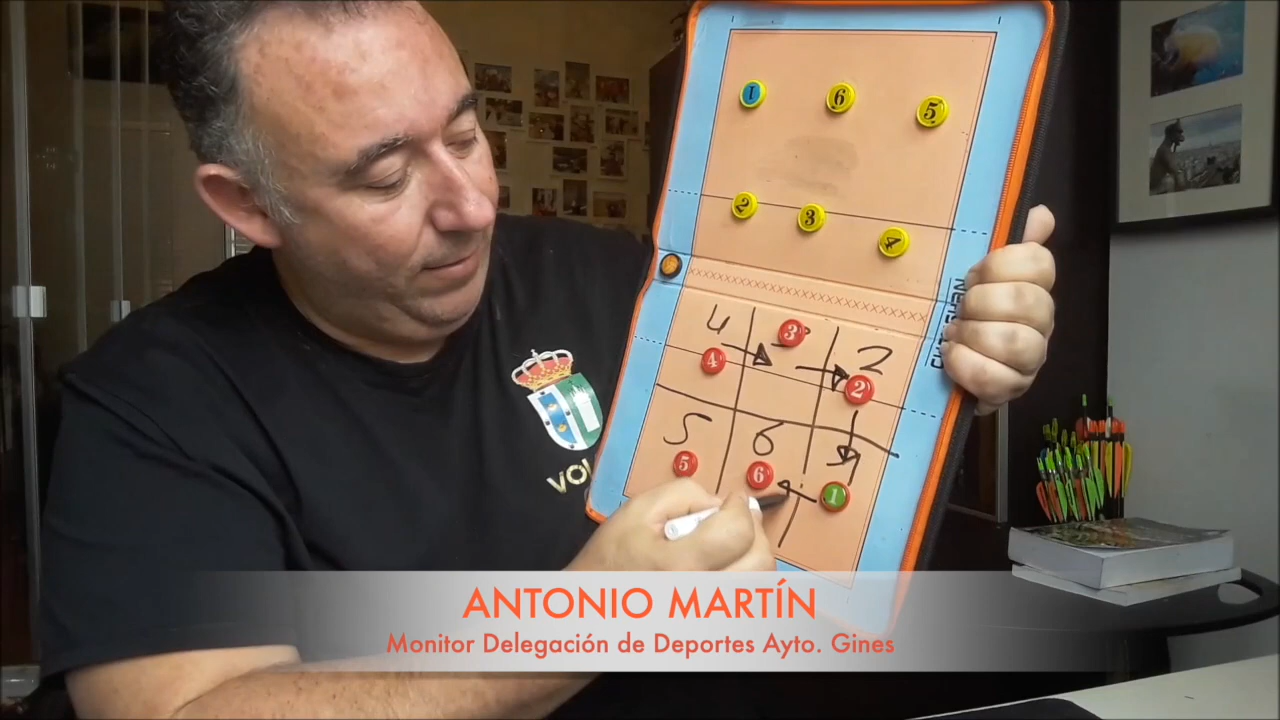 1 6 5
2 3 4
4 3 2
4 2
5 6
5 6 1
VOL
ANTONIO MARTÍN
Monitor Delegación de Deportes Ayto. Gines